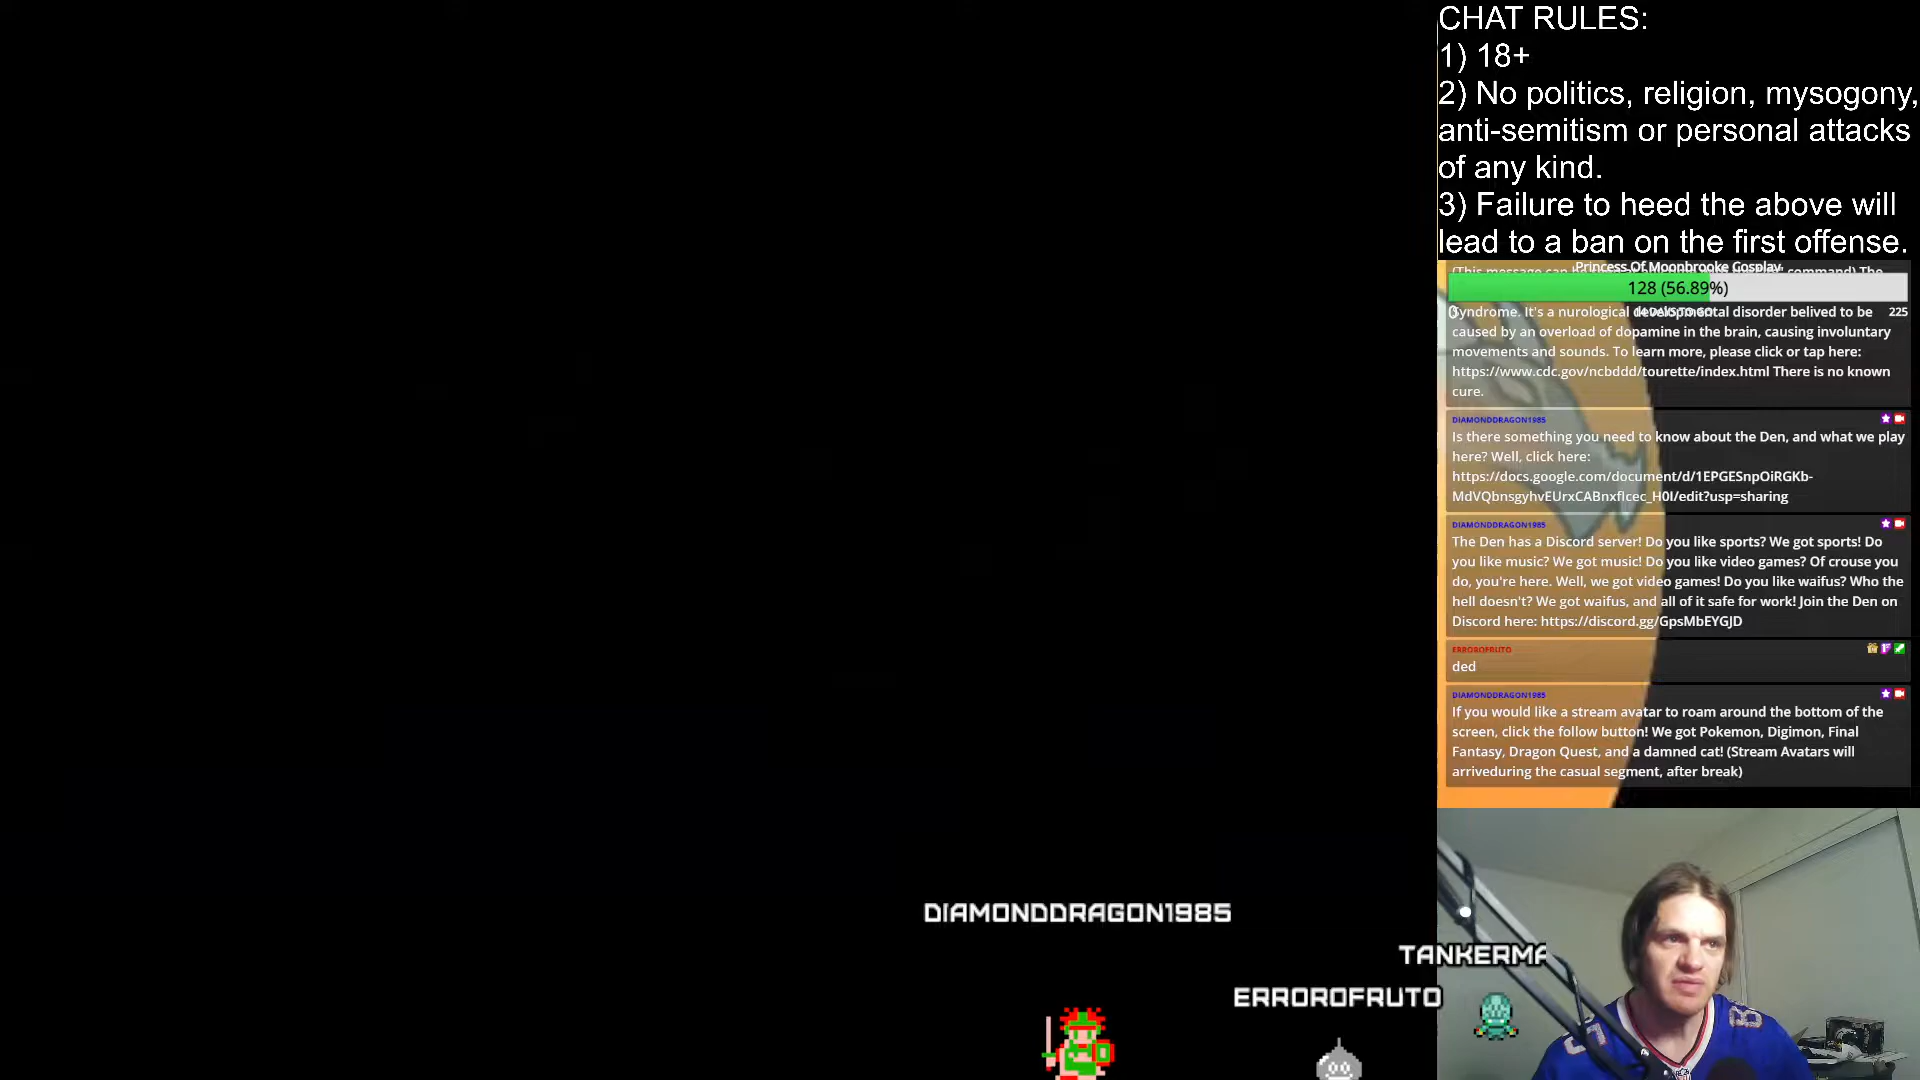 CHAT RULES:
1) 18+
2) No politics, religion, mysogony,
anti-semitism or personal attacks
of any kind.
3) Failure to heed the above will
lead to a ban on the first offense.
Princess Of Moonbrooke Cosplay
(This message can command) The
128 (56.89%)
0 225
Syndrome. It's a nurological developmental disorder belived to be
caused by an overload of dopamine in the brain, causing involuntary
movements and sounds. To learn more, please click or tap here:
https://www.cdc.gov/ncbddd/tourette/index.html There is no known
cure.
DIAMONDDRAGON1985
Is there something you need to know about the Den, and what we play
here? Well, click here:
https://docs.google.com/document/d/1EPGESnpOiRGKb-
MdVQbnsgyhvEUrxCABnxflcec_H0I/edit?usp=sharing
DIAMONDDRAGON1985
The Den has a Discord server! Do you like sports? We got sports! Do
you like music? We got music! Do you like video games? Of crouse you
do, you're here. Well, we got video games! Do you like waifus? Who the
hell doesn't? We got waifus, and all of it safe for work! Join the Den on
Discord here: https://discord.gg/GpsMbEYGJD
ERROROFRUTO
ded
DIAMONDDRAGON1985
If you would like a stream avatar to roam around the bottom of the
screen, click the follow button! We got Pokemon, Digimon, Final
Fantasy, Dragon Quest, and a damned cat! (Stream Avatars will
arriveduring the casual segment, after break)
DIAMONDDRAGON1985
TANKERMA
ERROROFRUTO